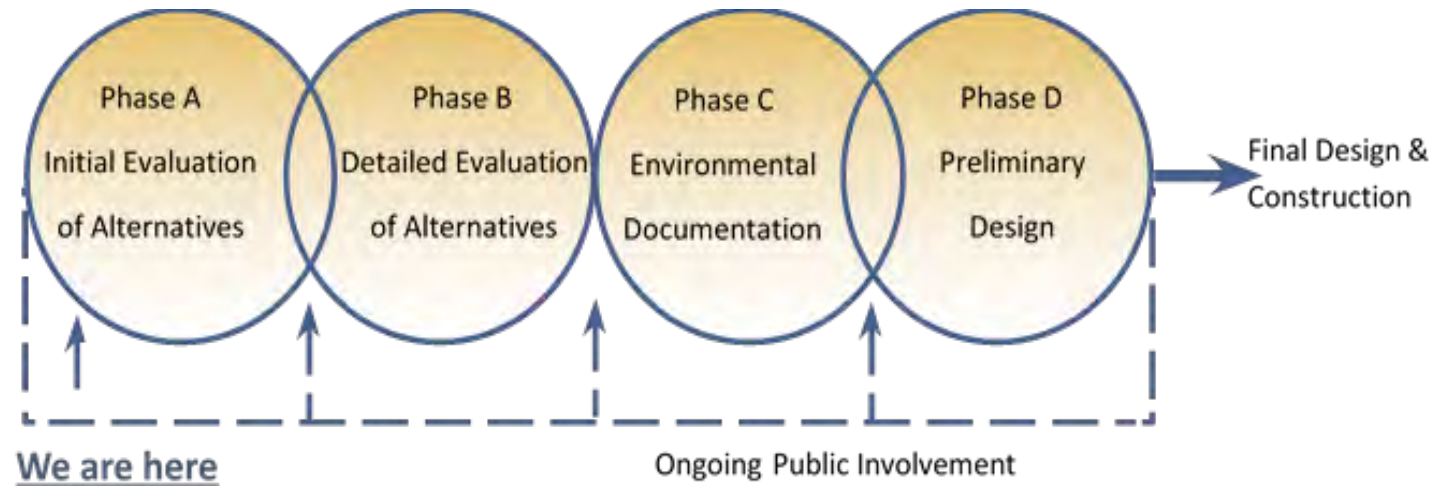 Phase A
Initial Evaluation
of Alternatives
Phase B
Detailed Evaluation
of Alternatives
Phase C
Environmental
Documentation
Phase D
Preliminary
Design
Final Design &
Construction
We are here
Ongoing Public Involvement